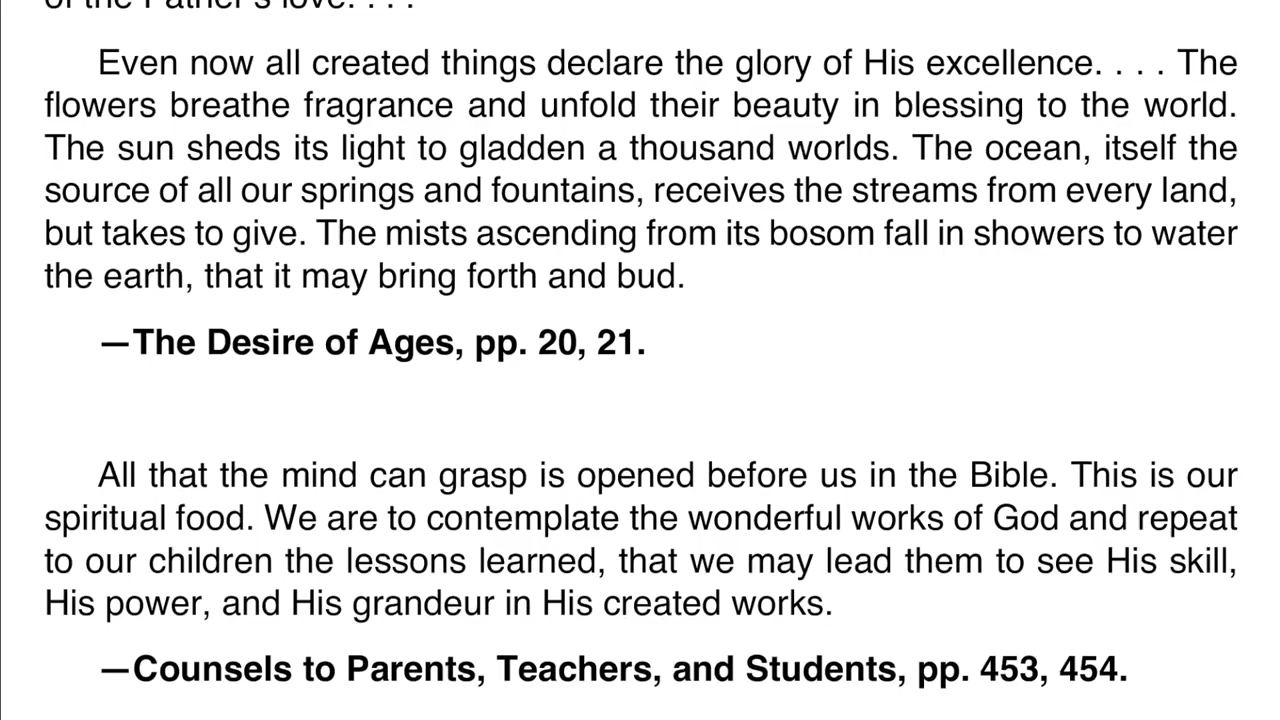 of the Father's love. . . .
Even now all created things declare the glory of His excellence. . . . The
flowers breathe fragrance and unfold their beauty in blessing to the world.
The sun sheds its light to gladden a thousand worlds. The ocean, itself the
source of all our springs and fountains, receives the streams from every land,
but takes to give. The mists ascending from its bosom fall in showers to water
the earth, that it may bring forth and bud.
—The Desire of Ages, pp. 20, 21.
All that the mind can grasp is opened before us in the Bible. This is our
spiritual food. We are to contemplate the wonderful works of God and repeat
to our children the lessons learned, that we may lead them to see His skill,
His power, and His grandeur in His created works.
—Counsels to Parents, Teachers, and Students, pp. 453, 454.